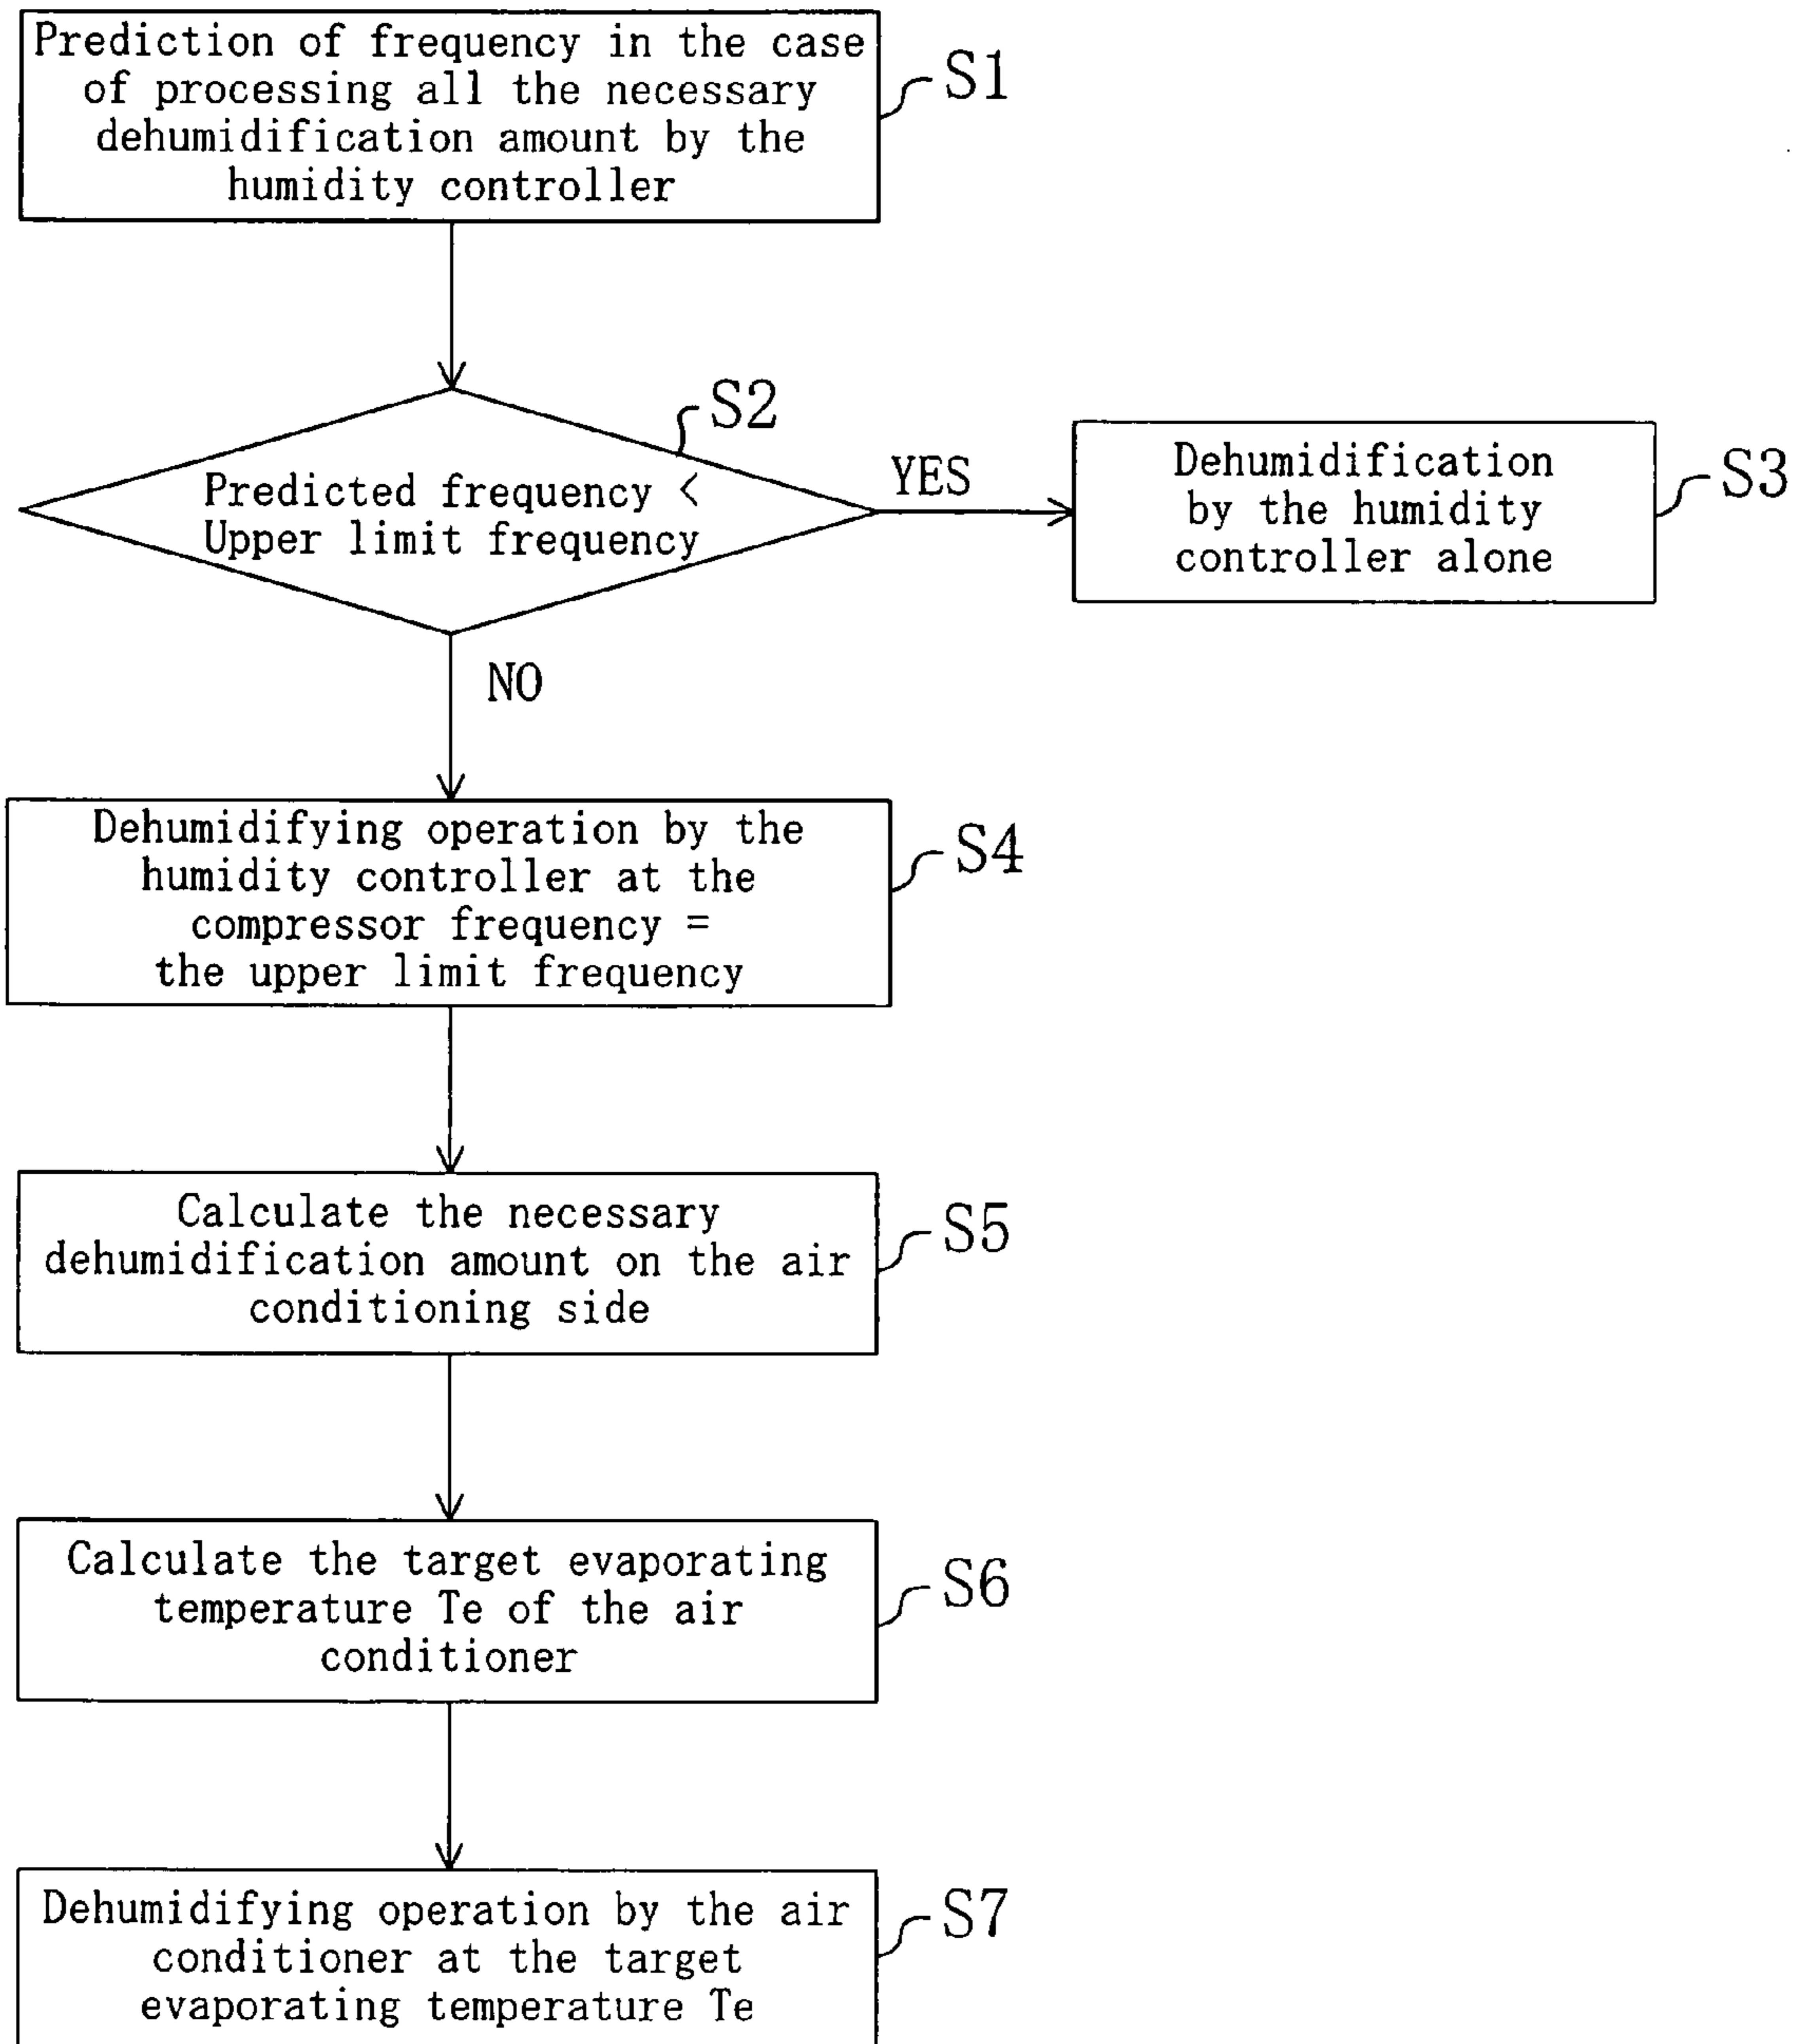 Prediction of frequency in the case
of processing all the necessary
dehumidification amount by the
humidity controller
S1
S2
Predicted frequency <
Upper limit frequency
YES
Dehumidification
by the humidity
controller alone
S3
NO
Dehumidifying operation by the
humidity controller at the
compressor frequency =
the upper limit frequency
S4
Calculate the necessary
dehumidification amount on the air
conditioning side
S5
Calculate the target evaporating
temperature Te of the air
conditioner
S6
Dehumidifying operation by the air
conditioner at the target
evaporating temperature Te
S7